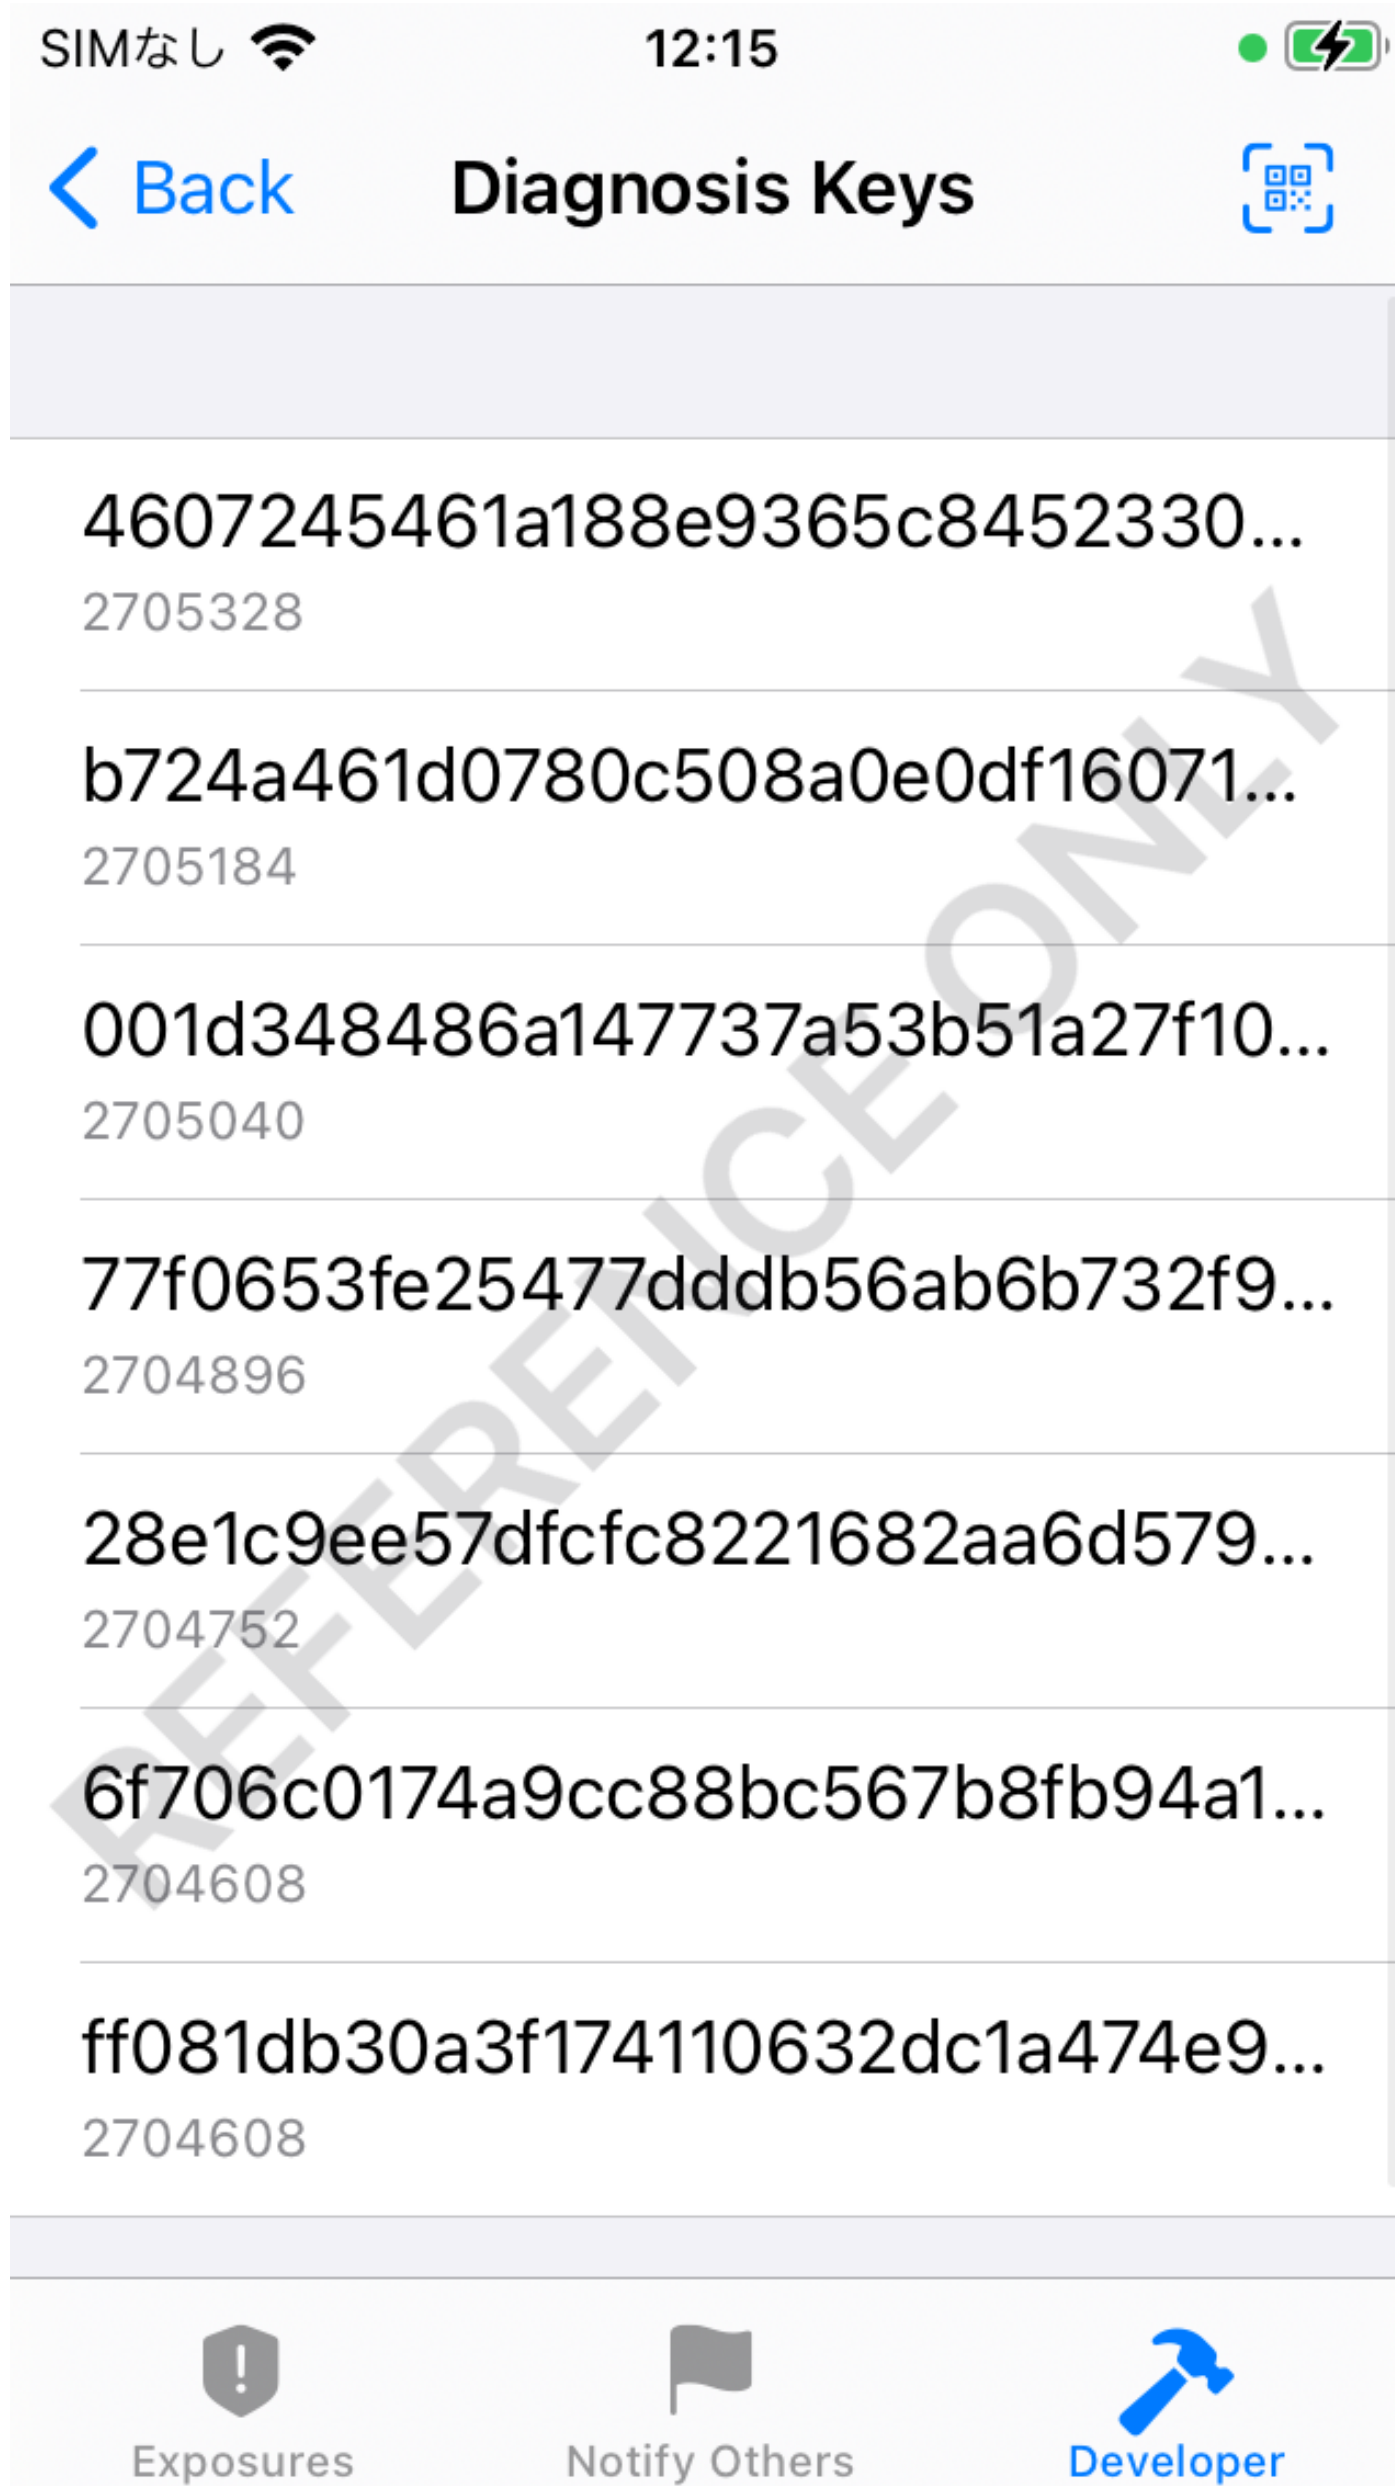 SIMなし 12:15
Back Diagnosis Keys
4607245461a188e9365c8452330...
2705328
b724a461d0780c508a0e0df16071...
2705184
001d348486a147737a53b51a27f10...
2705040
77f0653fe25477dddb56ab6b732f9...
2704896
28e1c9ee57dfcfc8221682aa6d579...
2704752
6f706c0174a9cc88bc567b8fb94a1...
2704608
ff081db30a3f174110632dc1a474e9...
2704608
REFERENCE ONLY
Exposures Notify Others Developer